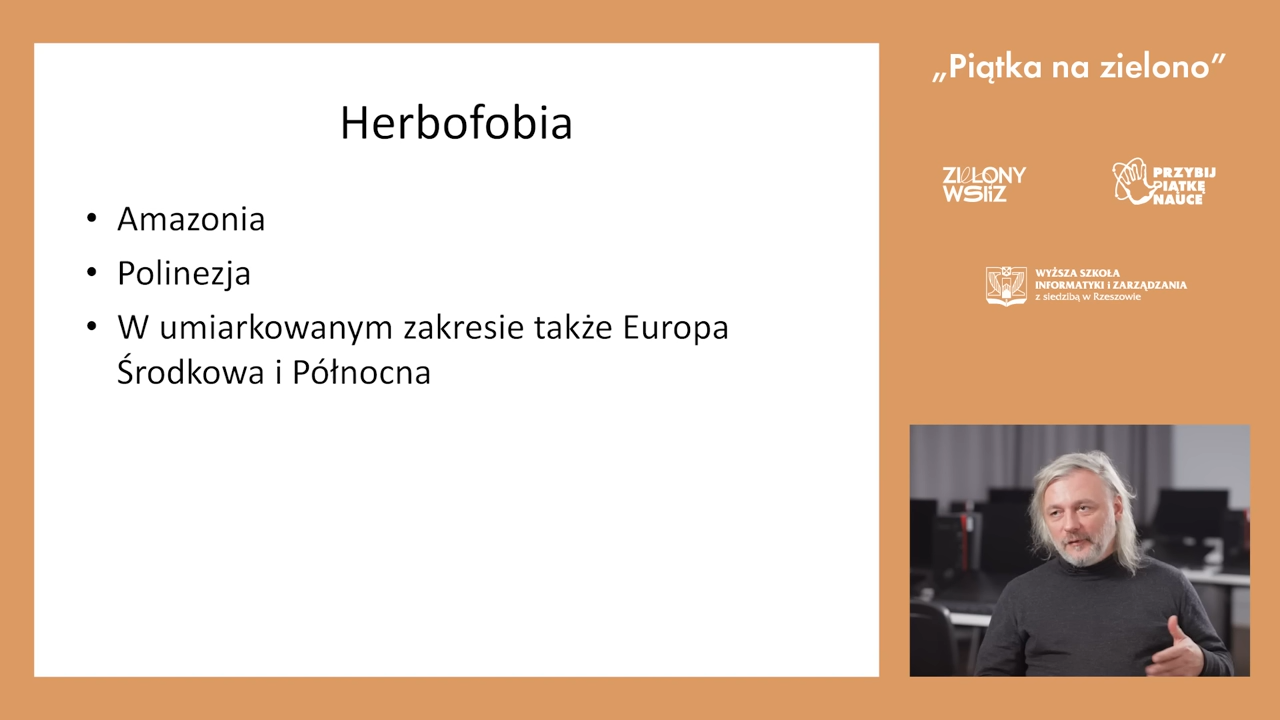 Herbofobia
• Amazonia
• Polinezja
• W umiarkowanym zakresie także Europa
Środkowa i Północna
„Piątka na zielono”
ZIELONY
WSIiZ
PRZYBIJ
PIĄTKĘ
NAUCE
WYŻSZA SZKOŁA
INFORMATYKI i ZARZĄDZANIA
z siedzibą w Rzeszowie